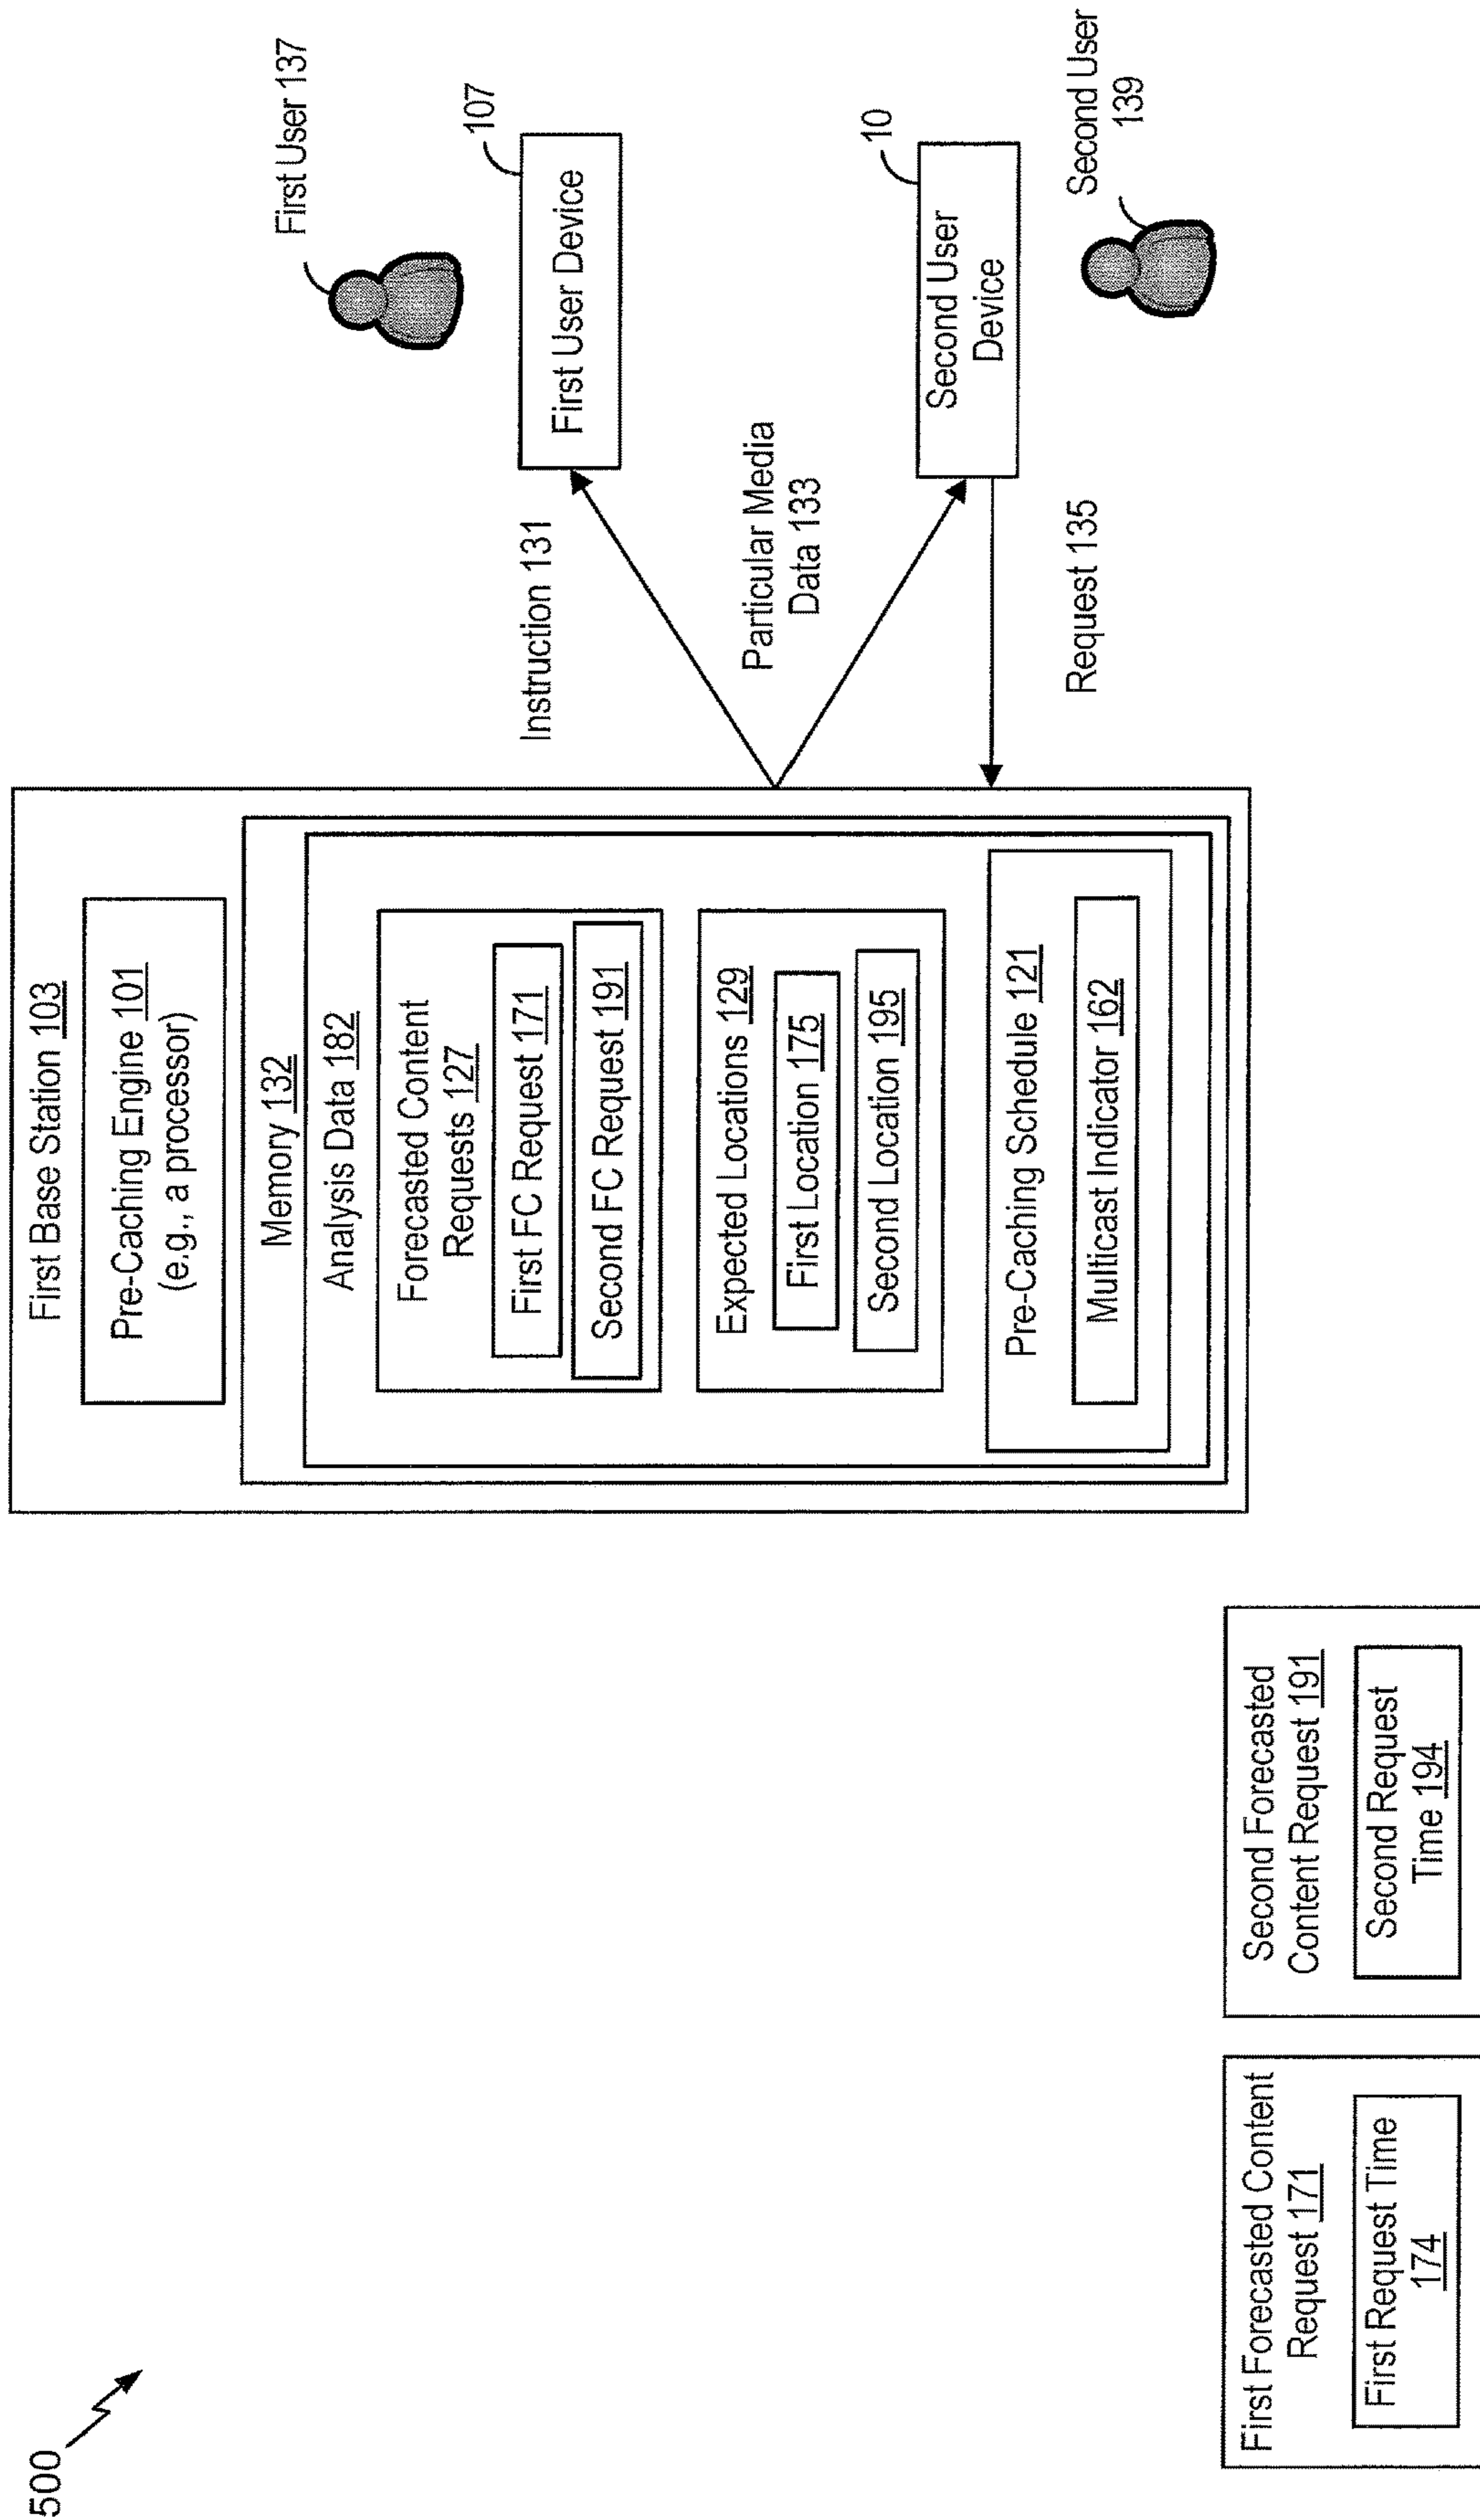 500
First Base Station 103
Pre-Caching Engine 101
(e.g., a processor)
Memory 132
Analysis Data 182
Forecasted Content
Requests 127
First FC Request 171
Second FC Request 191
Expected Locations 129
First Location 175
Second Location 195
Pre-Caching Schedule 121
Multicast Indicator 162
First User 137
107
First User Device
Instruction 131
Particular Media
Data 133
10
Second User
Device
Request 135
Second User
139
First Forecasted Content
Request 171
First Request Time
174
Second Forecasted
Content Request 191
Second Request
Time 194